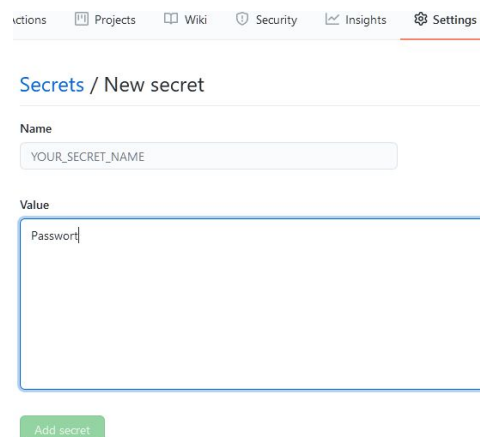 ctions Projects Wiki Security Insights Settings
Secrets / New secret
Name
YOUR_SECRET_NAME
Value
Passwort
Add secret